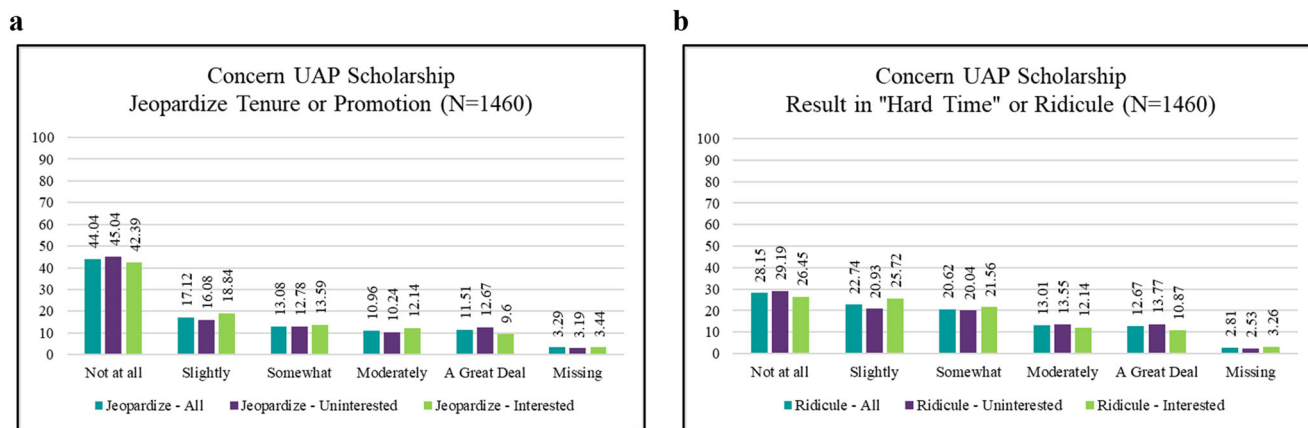 a
Concern UAP Scholarship
Jeopardize Tenure or Promotion (N=1460)
100
90
80
70
60
50
40
30
20
10
0
44.04 45.04 42.39
17.12 16.08 18.84
13.08 12.78 13.59
10.96 10.24 12.14
11.51 12.67 9.6
3.29 3.19 3.44
Not at all Slightly Somewhat Moderately A Great Deal Missing
Jeopardize - All Jeopardize - Uninterested Jeopardize - Interested
b
Concern UAP Scholarship
Result in "Hard Time" or Ridicule (N=1460)
100
90
80
70
60
50
40
30
20
10
0
28.15 29.19 26.45
22.74 20.93 25.72
20.62 20.04 21.56
13.01 13.55 12.14
12.67 13.77 10.87
2.81 2.53 3.26
Not at all Slightly Somewhat Moderately A Great Deal Missing
Ridicule - All Ridicule - Uninterested Ridicule - Interested